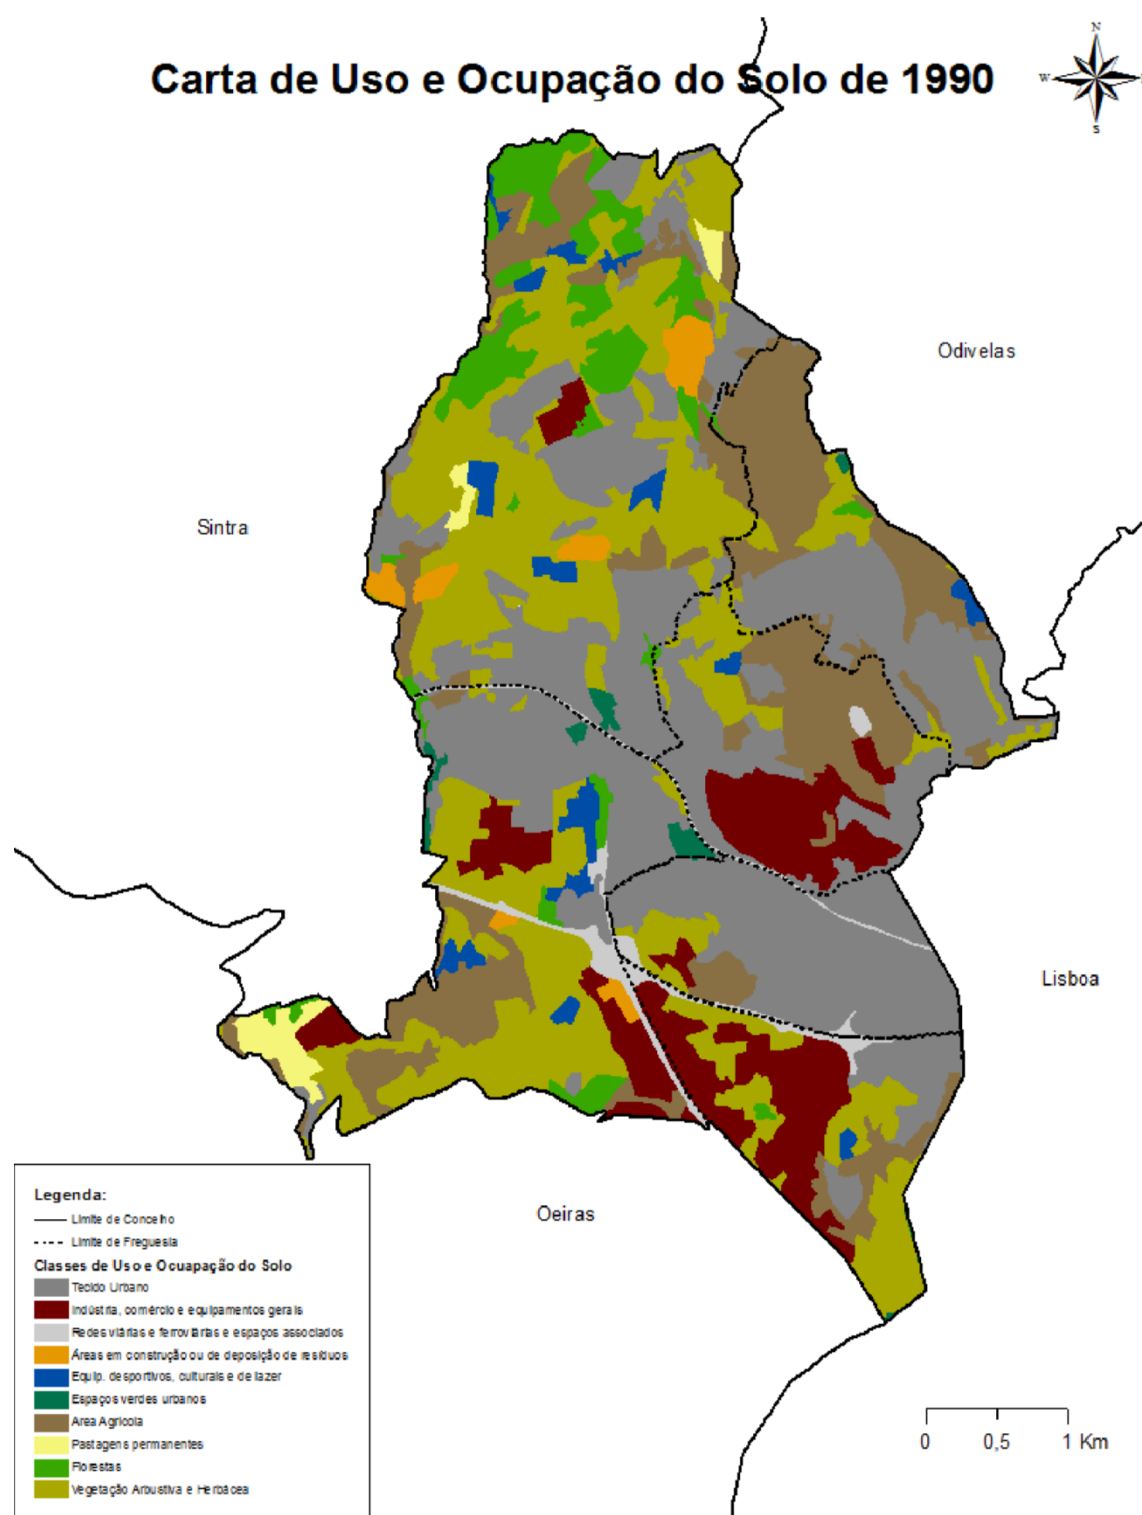 Carta de Uso e Ocupação do Solo de 1990
N
W
S
Odivelas
Sintra
Lisboa
Oeiras
Legenda:
Limite de Concelho
Limite de Freguesia
Classes de Uso e Ocuapação do Solo
Tecido Urbano
Indústria, comércio e equipamentos gerais
Redes viárias e ferroviárias e espaços associados
Áreas em construção ou de deposição de resíduos
Equip. desportivos, culturais e de lazer
Espaços verdes urbanos
Area Agrícola
Pastagens permanentes
Florestas
Vegetação Arbustiva e Herbácea
0 0,5 1 Km